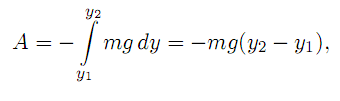 A = − ∫_{y₁}^{y₂} mg dy = −mg(y₂ − y₁),